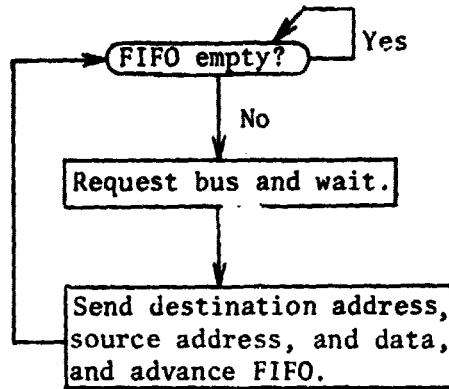 FIFO empty?
Yes
No
Request bus and wait.
Send destination address,
source address, and data,
and advance FIFO.